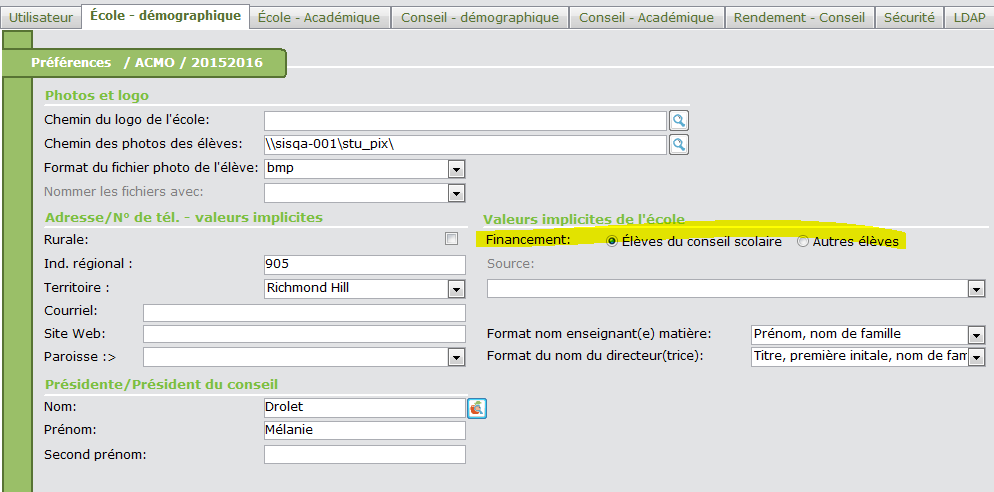 Utilisateur École - démographique École - Académique Conseil - démographique Conseil - Académique Rendement - Conseil Sécurité LDAP
Préférences / ACMO / 20152016
Photos et logo
Chemin du logo de l'école:
Chemin des photos des élèves: \\sisqa-001\stu_pix\
Format du fichier photo de l'élève: bmp
Nommer les fichiers avec:
Adresse/Nº de tél. - valeurs implicites
Rurale:
Ind. régional : 905
Territoire : Richmond Hill
Courriel:
Site Web:
Paroisse :>
Valeurs implicites de l'école
Financement: Élèves du conseil scolaire Autres élèves
Source:
Format nom enseignant(e) matière: Prénom, nom de famille
Format du nom du directeur(trice): Titre, première initale, nom de fam
Présidente/Président du conseil
Nom: Drolet
Prénom: Mélanie
Second prénom: